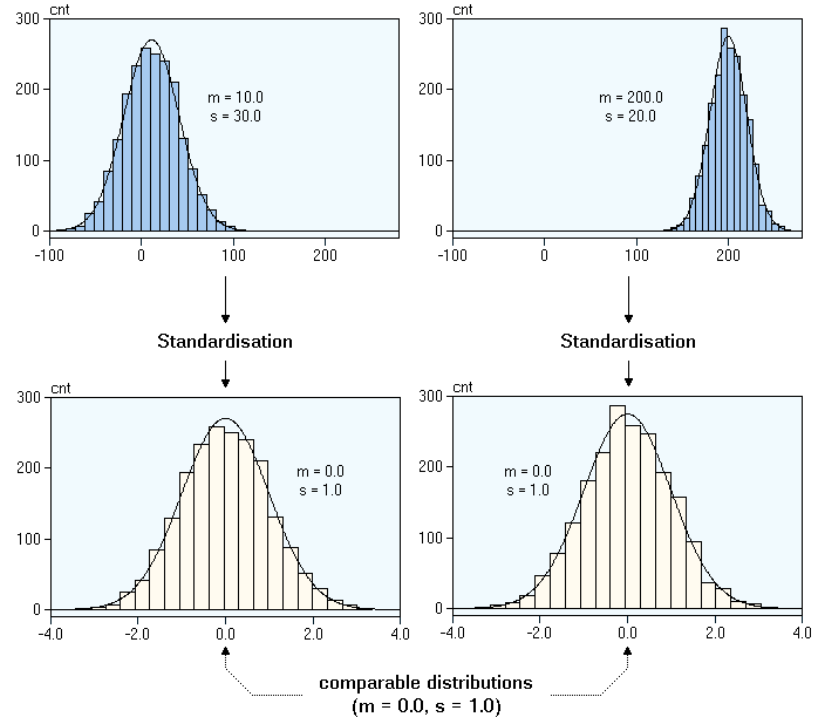 cnt
300
200
100
0
m = 10.0
s = 30.0
-100
0
100
200
cnt
300
200
100
0
m = 200.0
s = 20.0
-100
0
100
200
Standardisation
Standardisation
cnt
300
200
100
0
m = 0.0
s = 1.0
-4.0
-2.0
0.0
2.0
4.0
cnt
300
200
100
0
m = 0.0
s = 1.0
-4.0
-2.0
0.0
2.0
4.0
comparable distributions
(m = 0.0, s = 1.0)